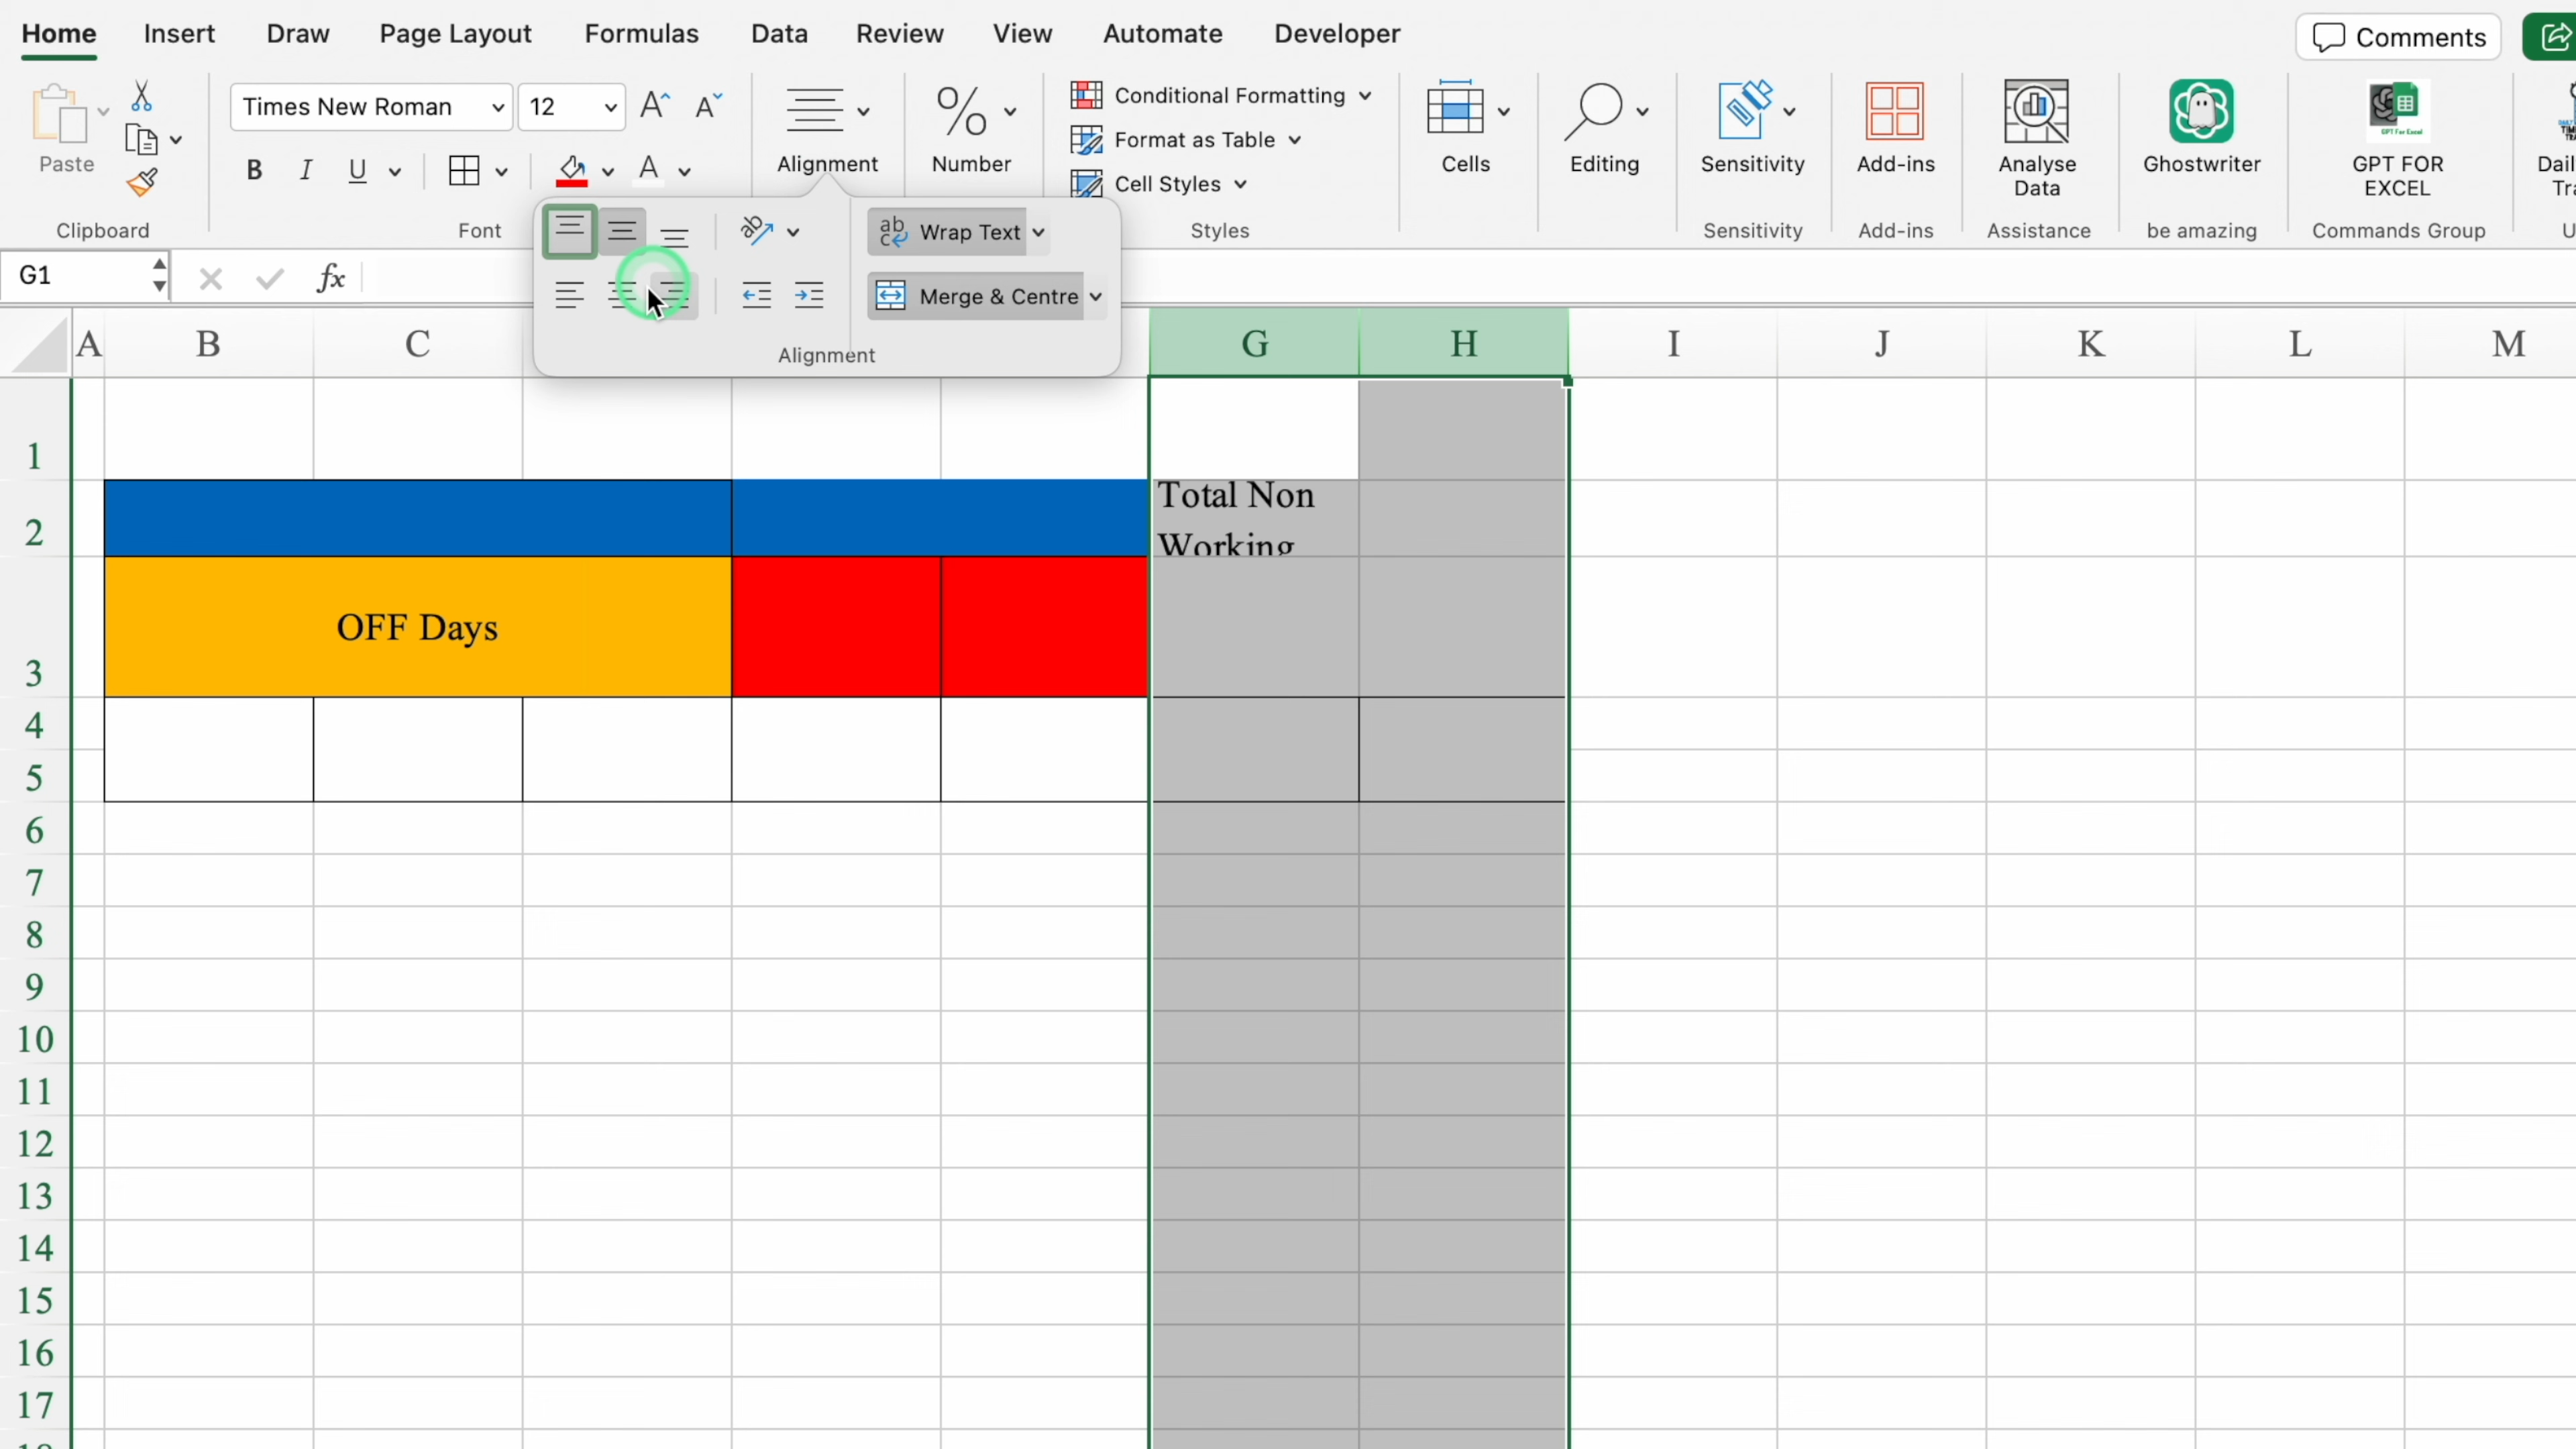 Home Insert Draw Page Layout Formulas Data Review View Automate Developer Comments
Paste
Clipboard
Times New Roman 12
B I U A
Font
Alignment
%
Number
Conditional Formatting
Format as Table
Cell Styles
Styles
Cells
Editing
Sensitivity
Sensitivity
Add-ins
Add-ins
Analyse
Data
Assistance
Ghostwriter
be amazing
GPT For Excel
GPT FOR
EXCEL
Commands Group
ab Wrap Text
Merge & Centre
Alignment
G1 fx
A B C G H I J K L M
1
2 Total Non
Working
3 OFF Days
4
5
6
7
8
9
10
11
12
13
14
15
16
17